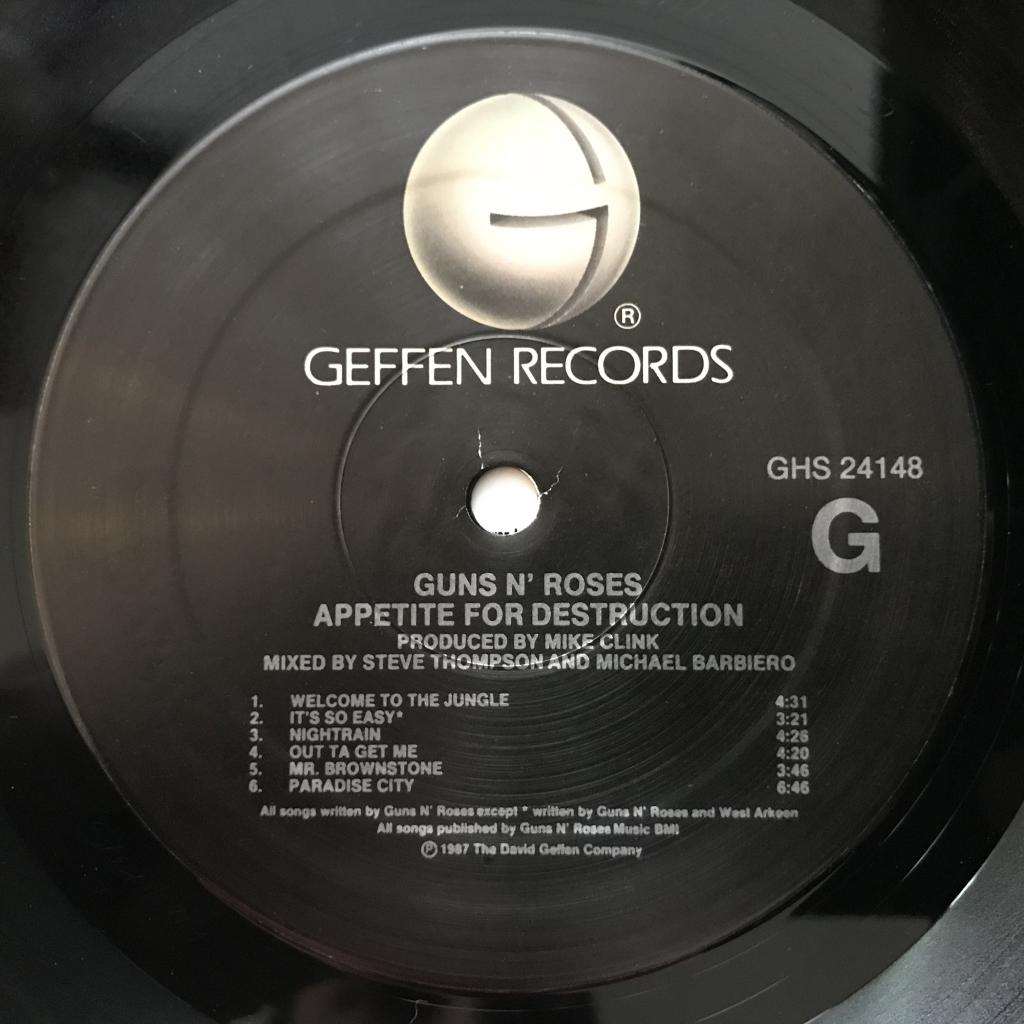 ®
GEFFEN RECORDS
GHS 24148
G
GUNS N' ROSES
APPETITE FOR DESTRUCTION
PRODUCED BY MIKE CLINK
MIXED BY STEVE THOMPSON AND MICHAEL BARBIERO
1. WELCOME TO THE JUNGLE 4:31
2. IT'S SO EASY* 3:21
3. NIGHTRAIN 4:26
4. OUT TA GET ME 4:20
5. MR. BROWNSTONE 3:46
6. PARADISE CITY 6:46
All songs written by Guns N' Roses except * written by Guns N' Roses and West Arkeen
All songs published by Guns N' Roses Music BMI
℗ 1987 The David Geffen Company